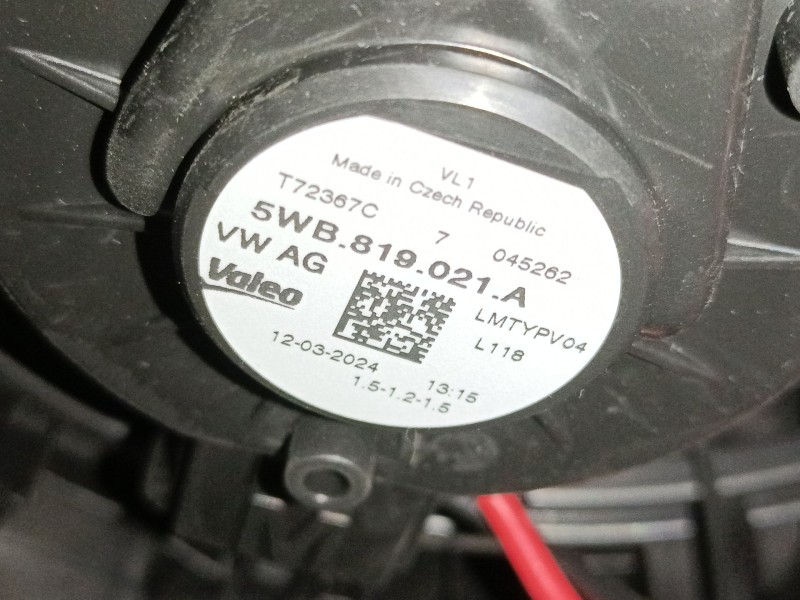 VL1
Made in Czech Republic
T72367C 7 045262
5WB.819.021.A
VW AG
Valeo
LMTYPV04
L118
12-03-2024 13:15
1.5-1.2-1.5